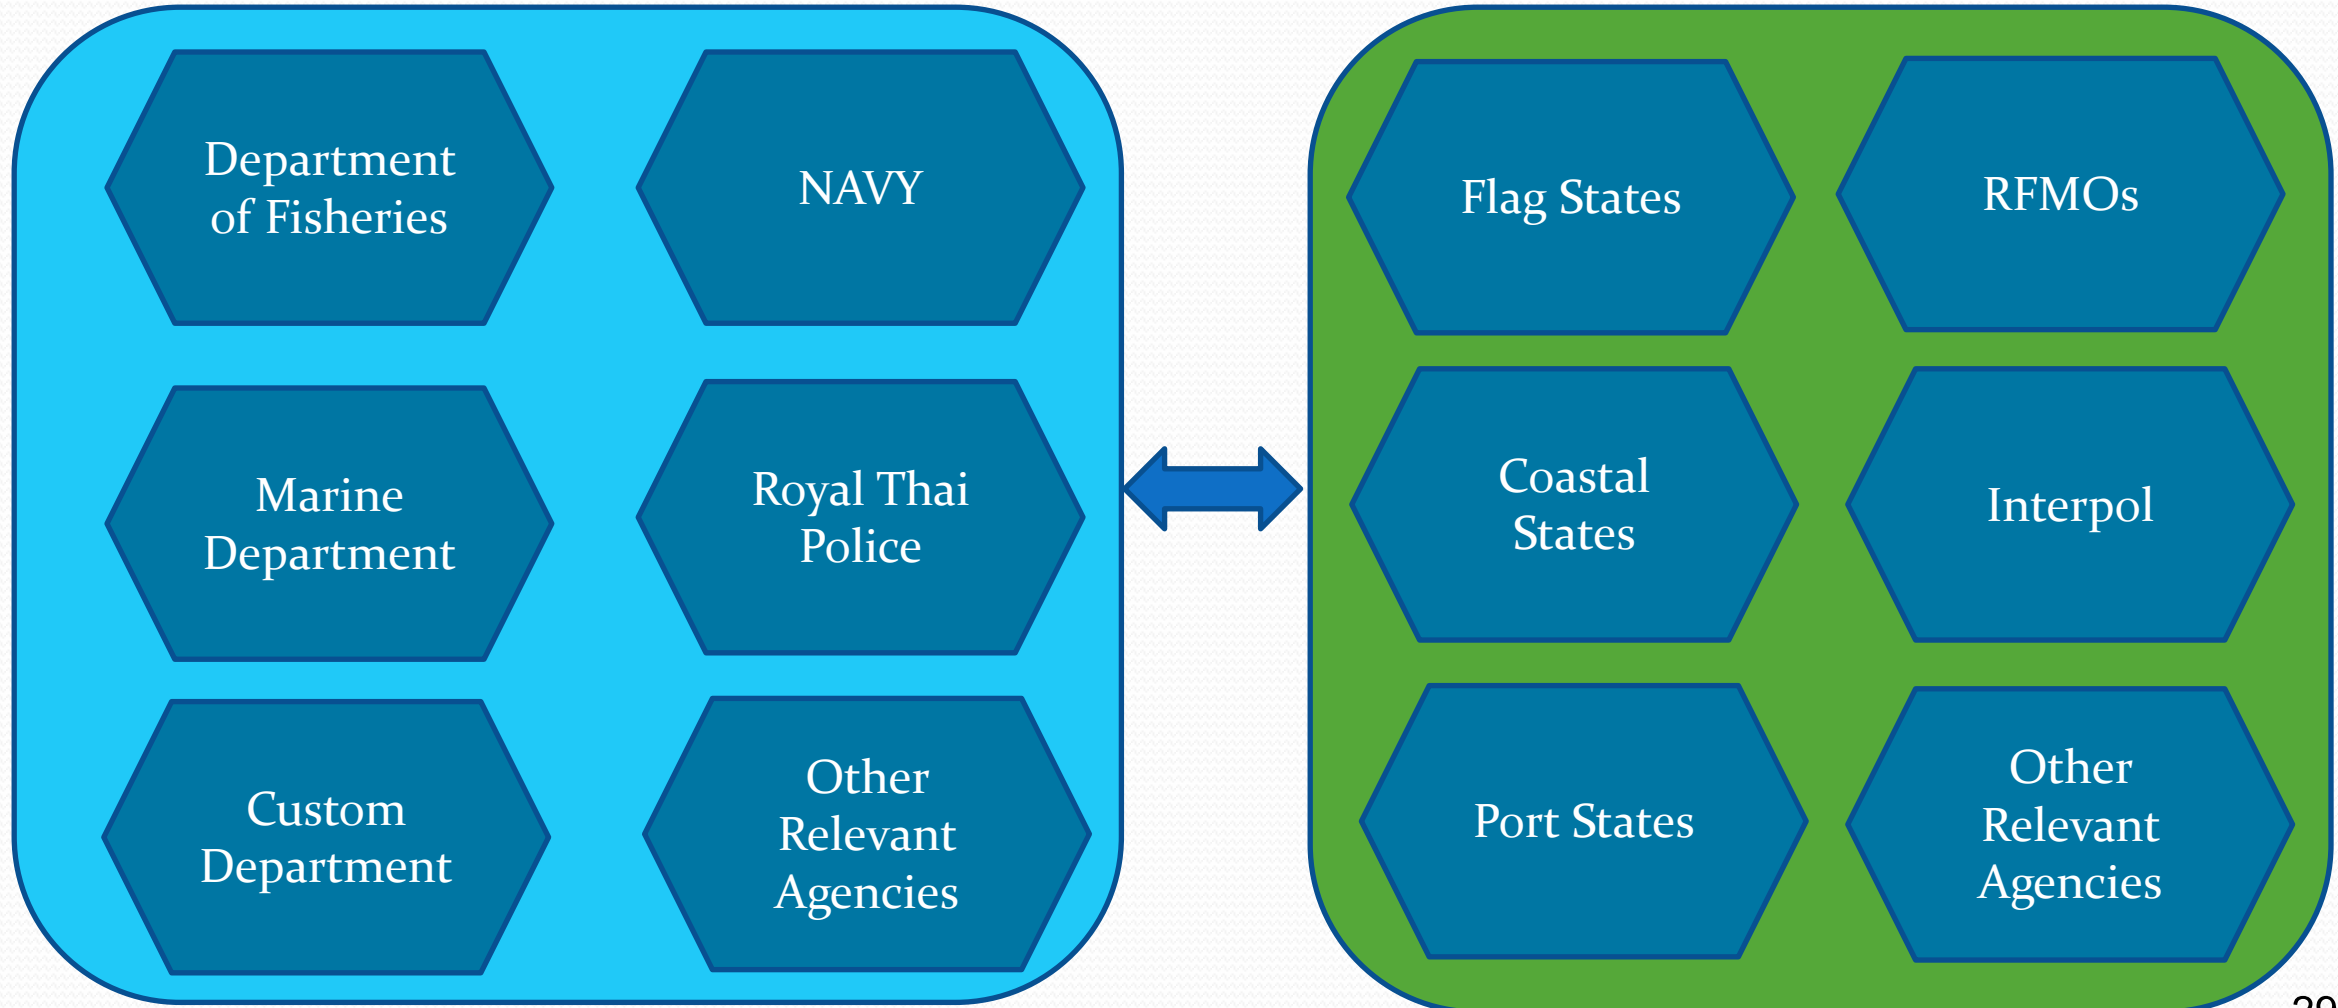 Department
of Fisheries
NAVY
Marine
Department
Royal Thai
Police
Custom
Department
Other
Relevant
Agencies
Flag States
RFMOs
Coastal
States
Interpol
Port States
Other
Relevant
Agencies